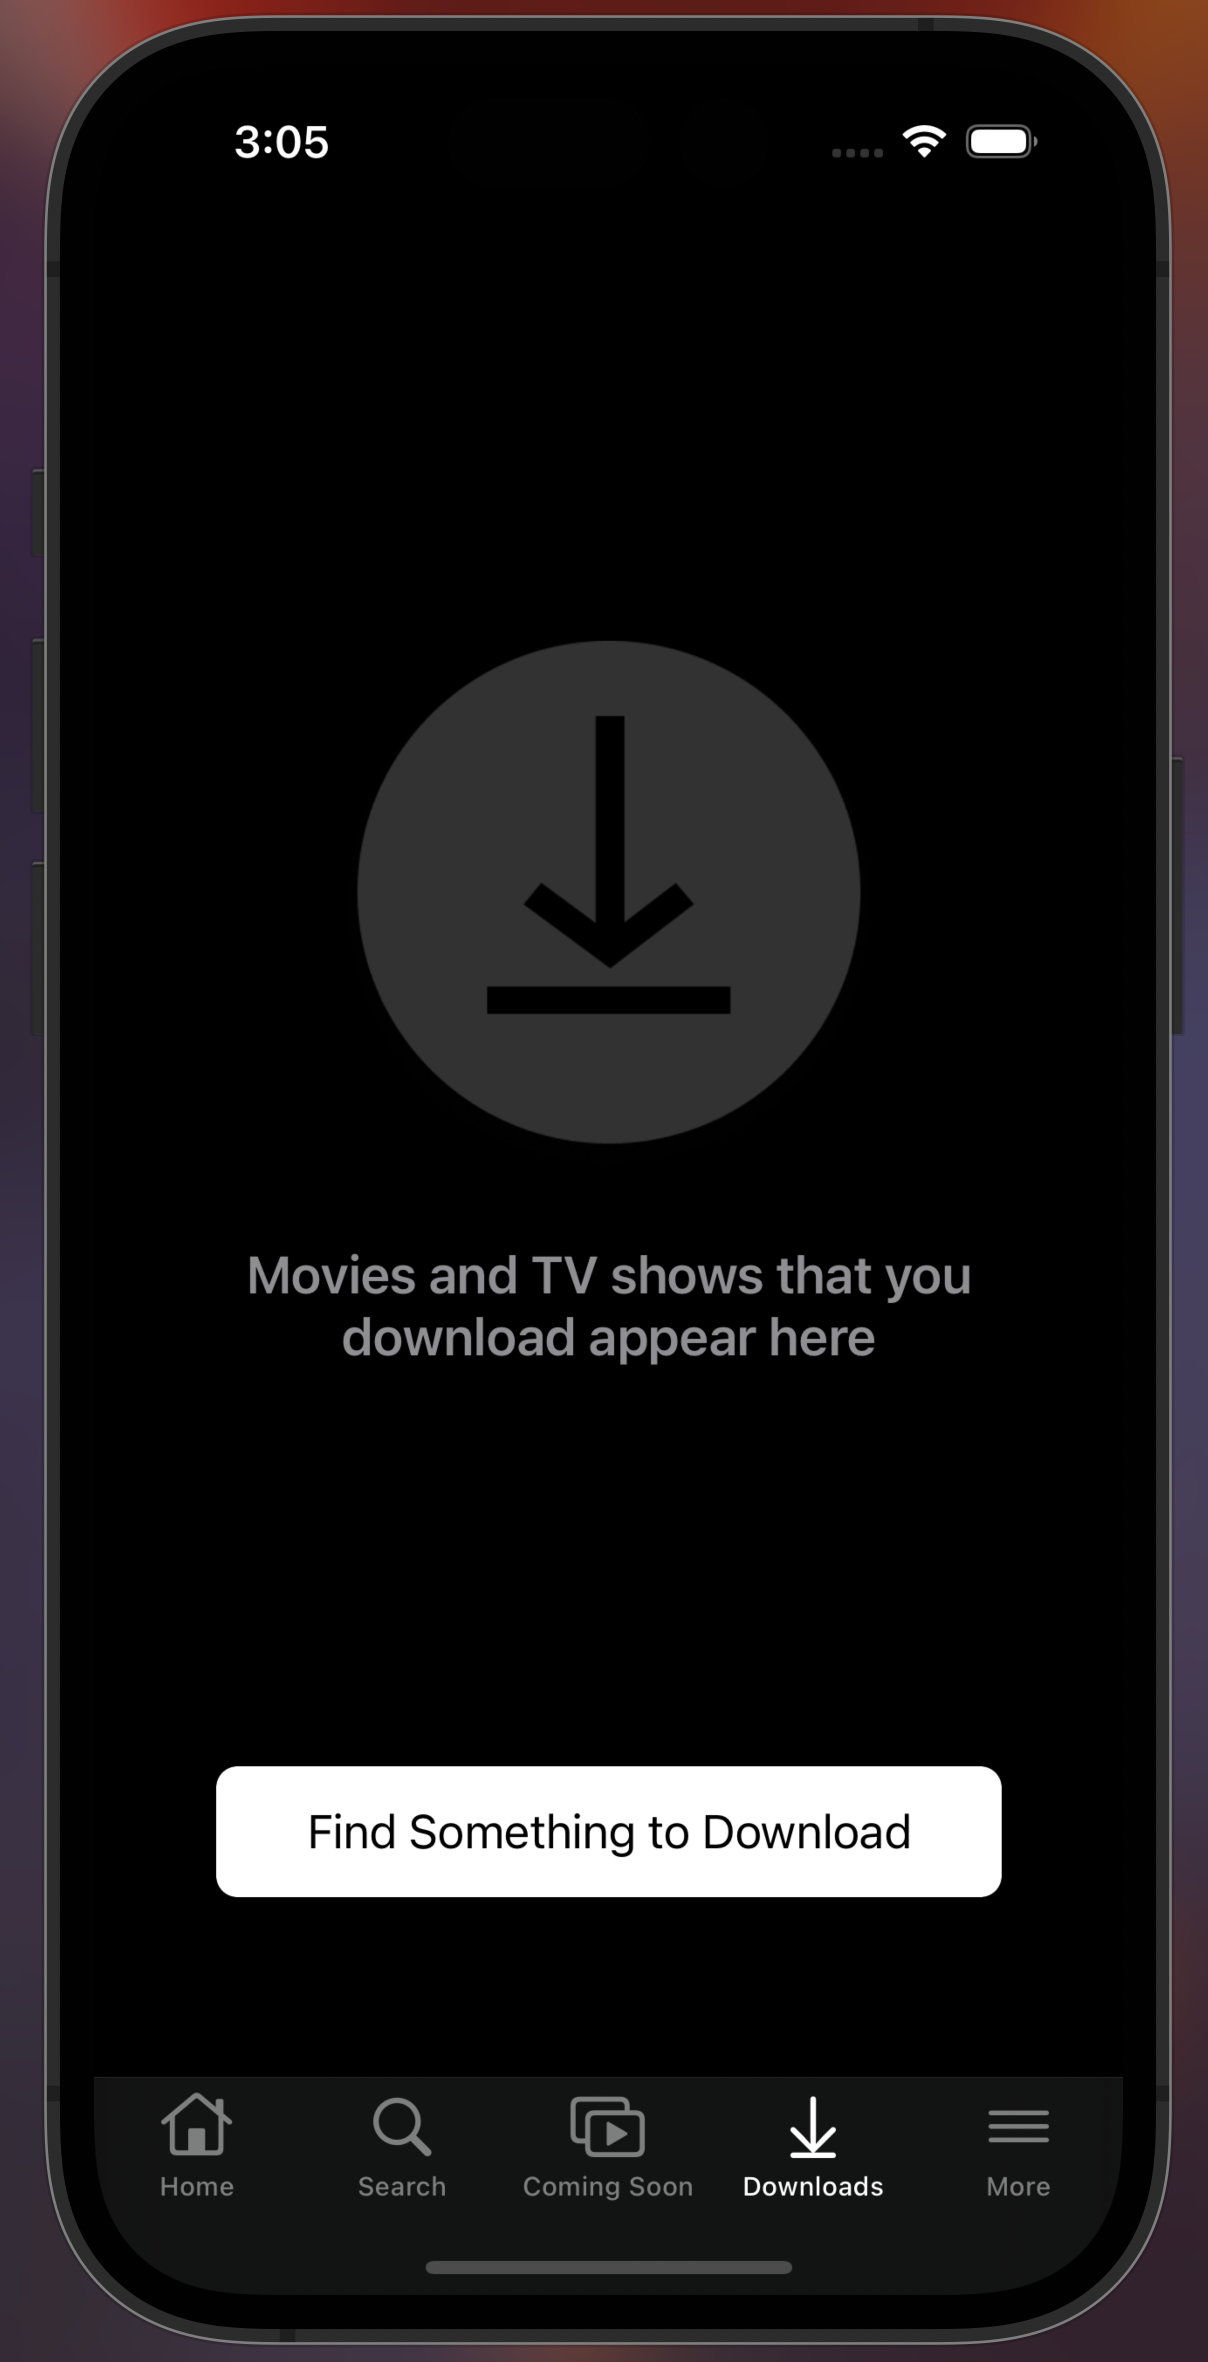 3:05
Movies and TV shows that you
download appear here
Find Something to Download
Home
Search
Coming Soon
Downloads
More